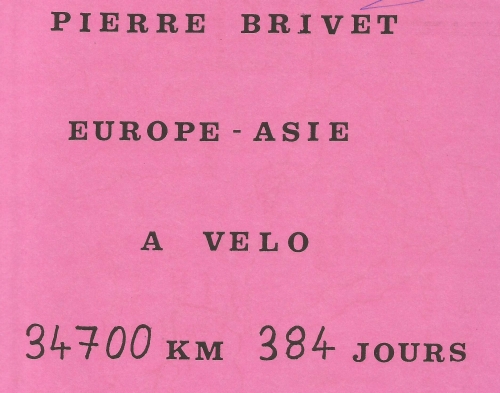 PIERRE BRIVET
EUROPE - ASIE
A VELO
34700 KM 384 JOURS